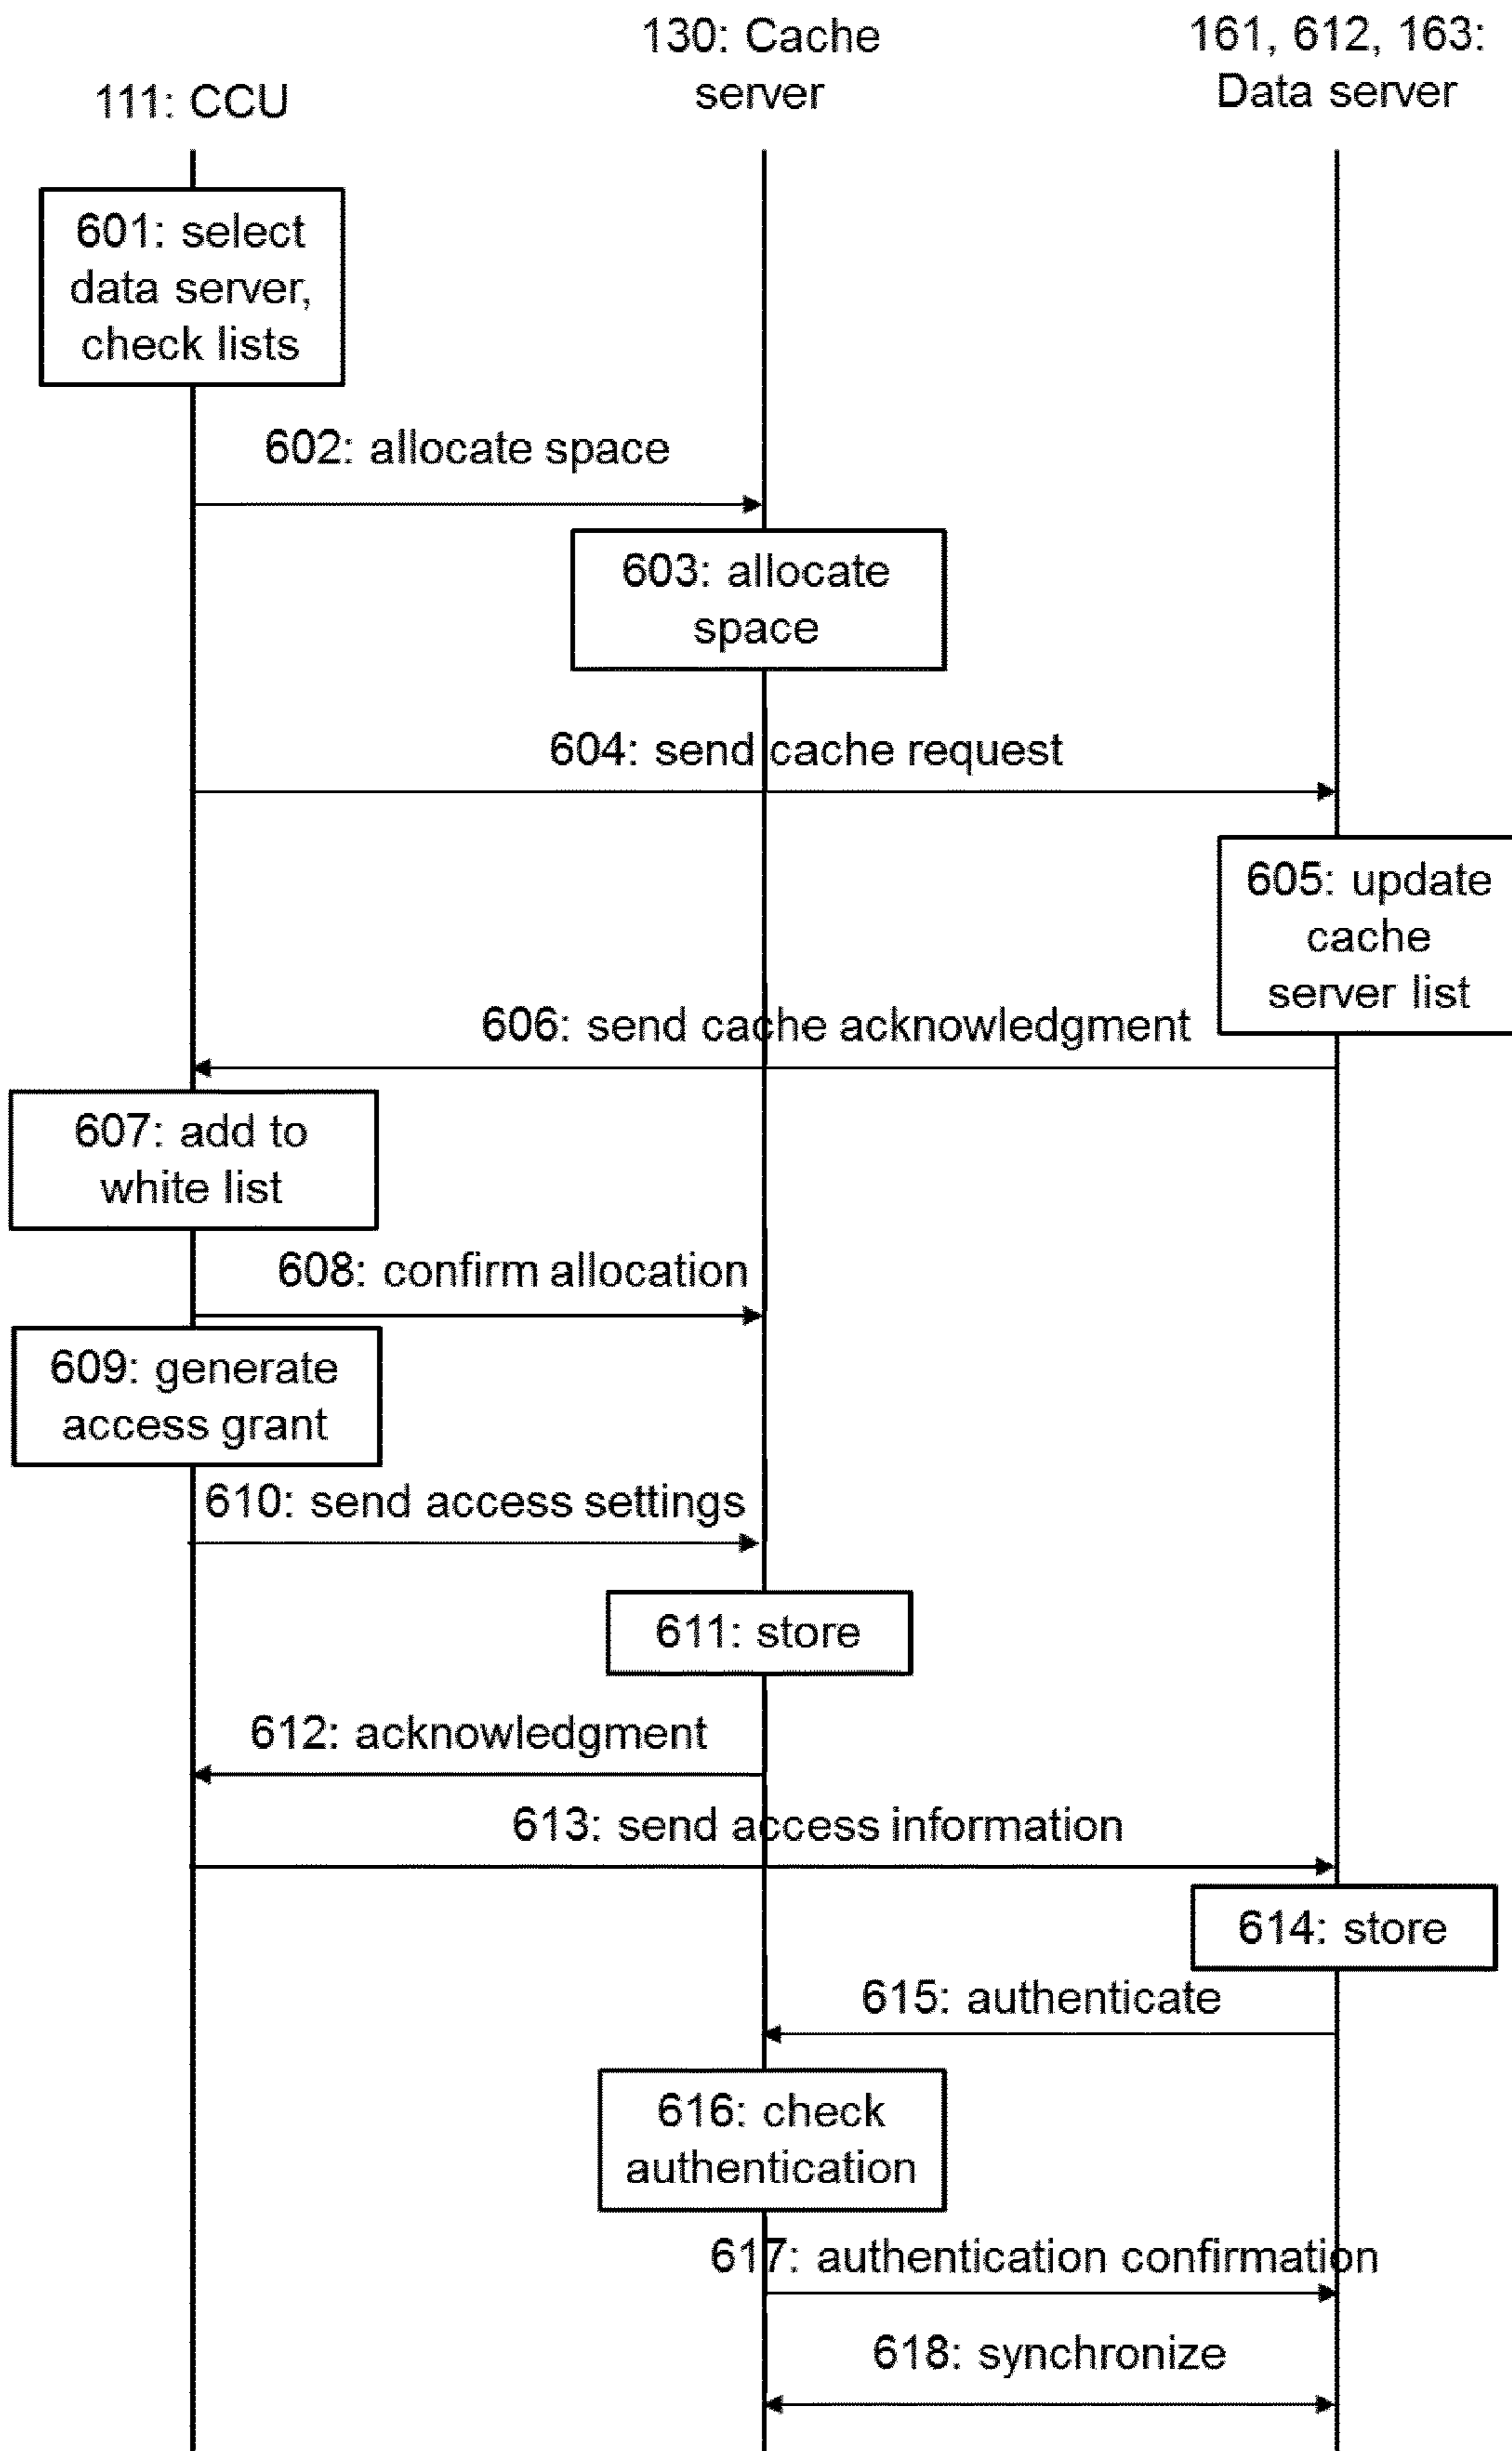 130: Cache
server
161, 612, 163:
Data server
111: CCU
601: select
data server,
check lists
602: allocate space
603: allocate
space
604: send cache request
605: update
cache
server list
606: send cache acknowledgment
607: add to
white list
608: confirm allocation
609: generate
access grant
610: send access settings
611: store
612: acknowledgment
613: send access information
614: store
615: authenticate
616: check
authentication
617: authentication confirmation
618: synchronize